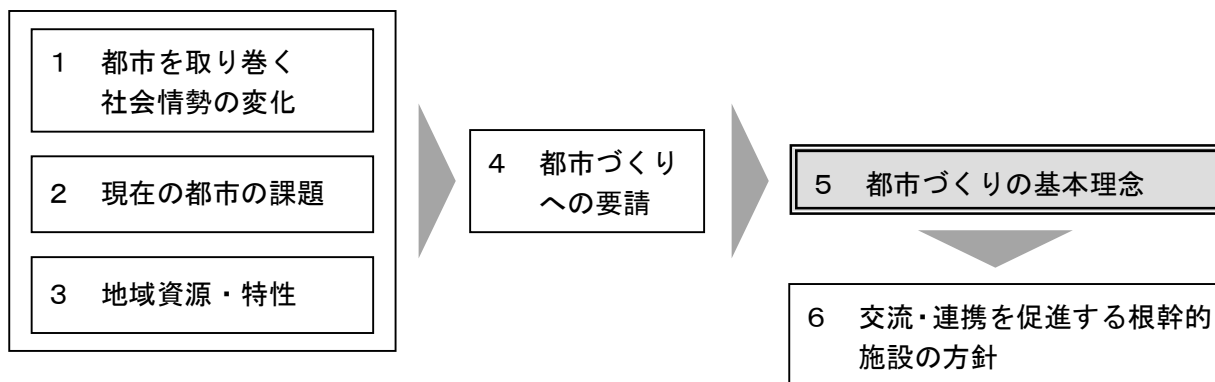 1 都市を取り巻く
社会情勢の変化
2 現在の都市の課題
3 地域資源・特性
4 都市づくり
への要請
5 都市づくりの基本理念
6 交流・連携を促進する根幹的
施設の方針